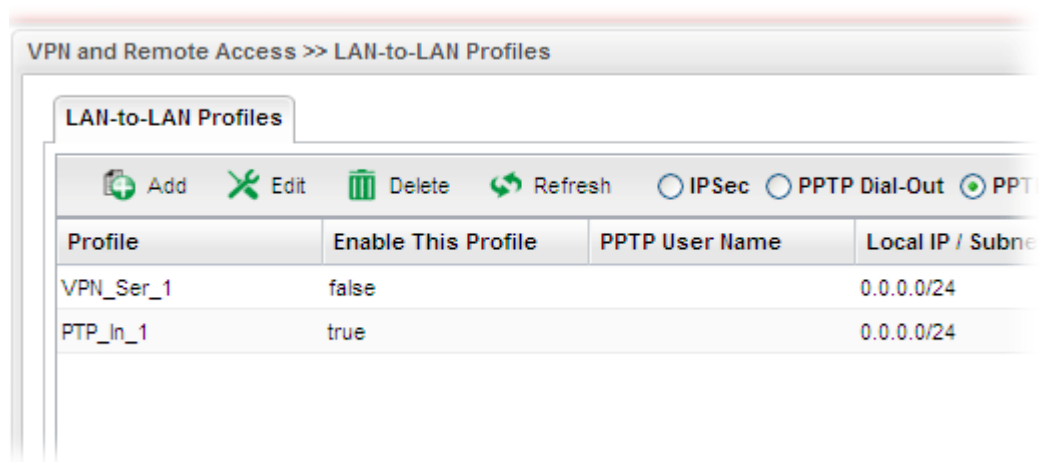 VPN and Remote Access >> LAN-to-LAN Profiles
LAN-to-LAN Profiles
Add Edit Delete Refresh IPSec PPTP Dial-Out
Profile Enable This Profile PPTP User Name Local IP /
VPN_Ser_1 false 0.0.0.0/24
PTP_In_1 true 0.0.0.0/24